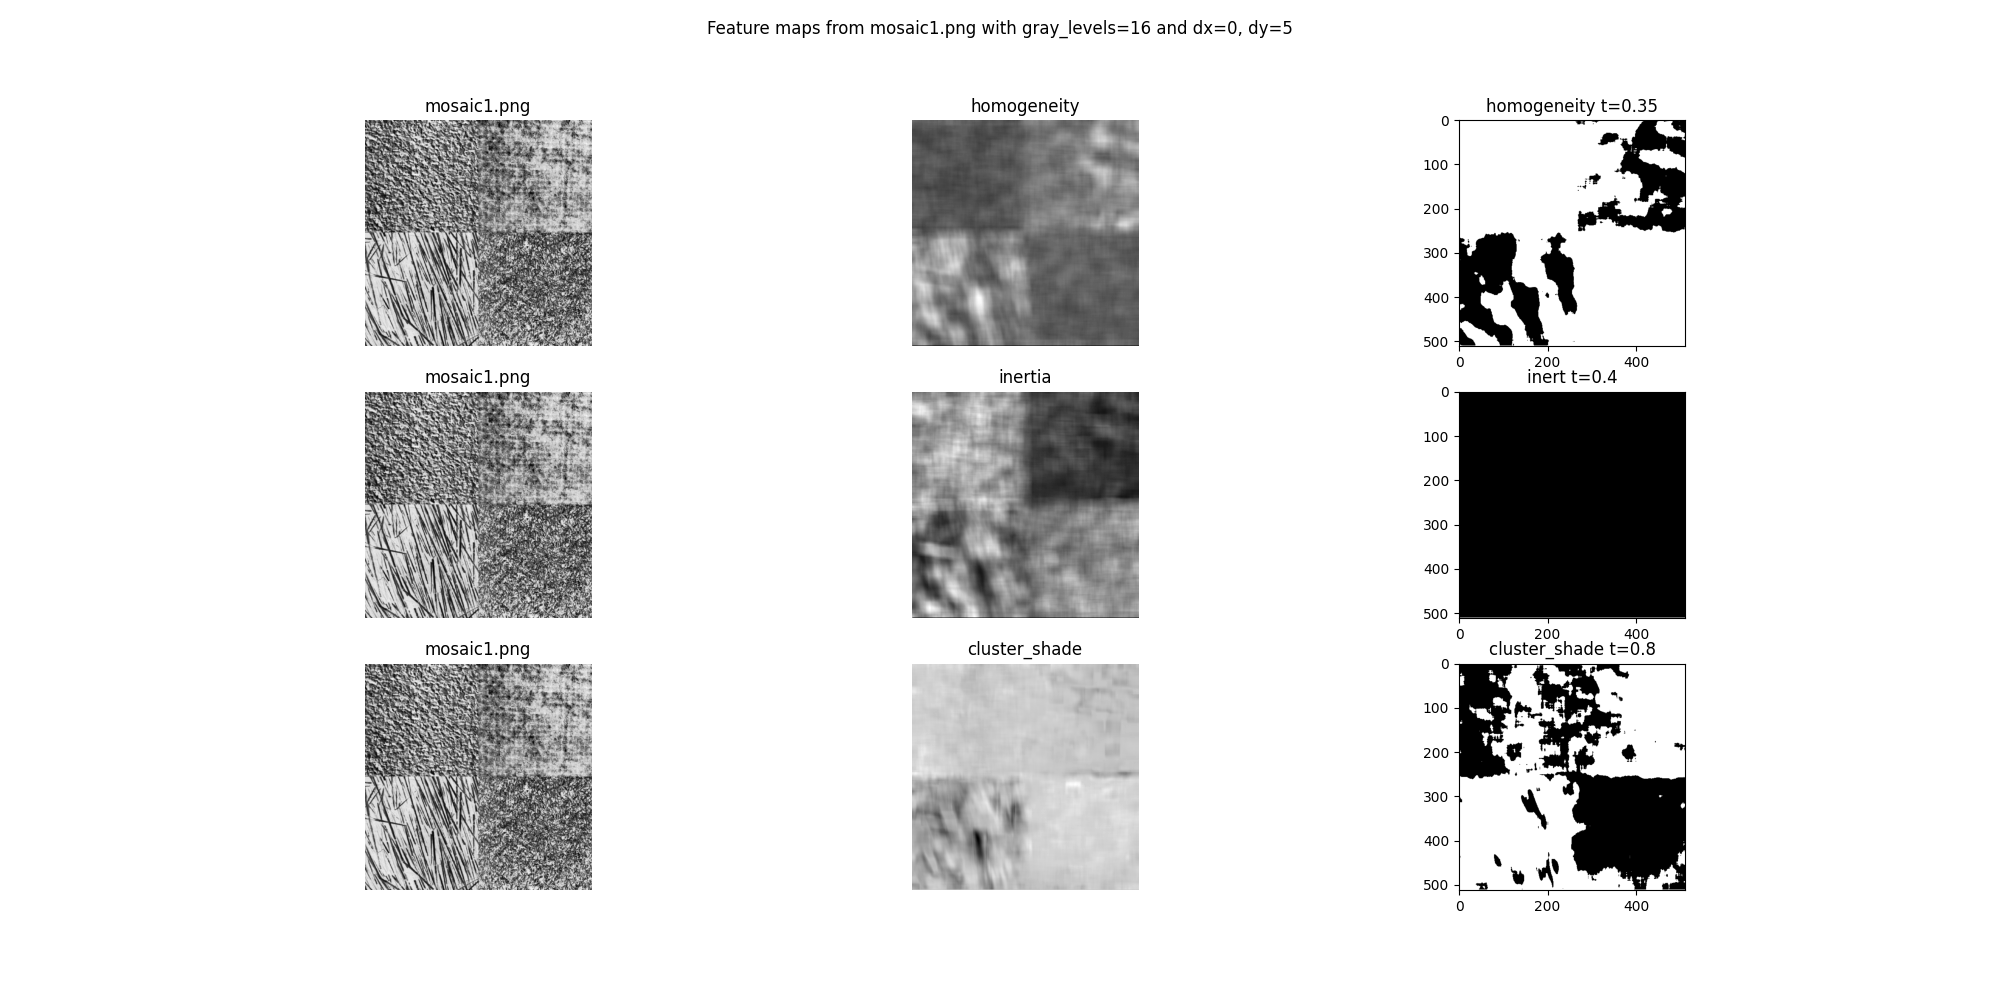 Feature maps from mosaic1.png with gray_levels=16 and dx=0, dy=5
mosaic1.png
homogeneity
homogeneity t=0.35
0
100
200
300
400
500
0 200 400
mosaic1.png
inertia
inert t=0.4
0
100
200
300
400
500
0 200 400
mosaic1.png
cluster_shade
cluster_shade t=0.8
0
100
200
300
400
500
0 200 400